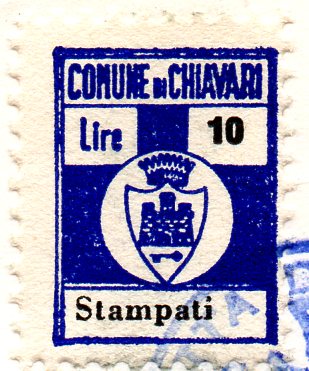 COMUNE DI CHIAVARI
Lire 10
Stampati